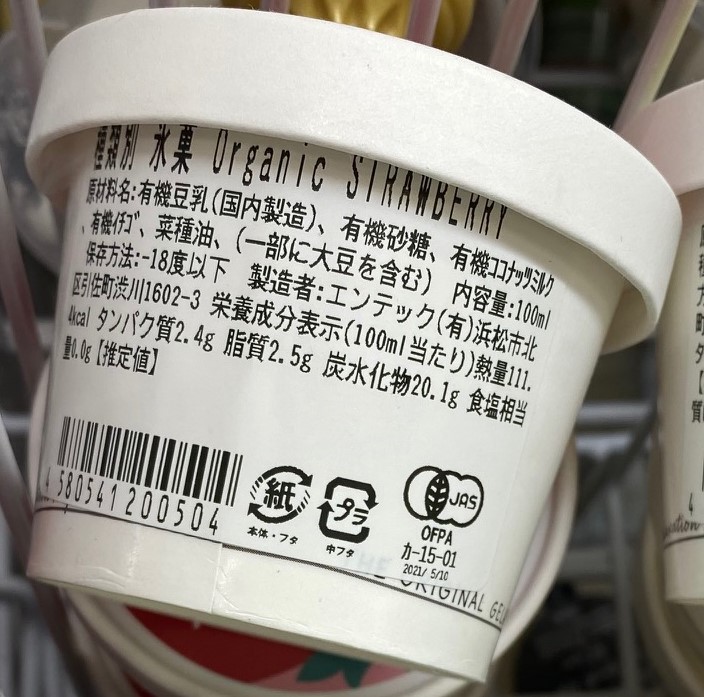 種類別 氷菓 Organic STRAWBERRY
原材料名:有機豆乳(国内製造)、有機砂糖、有機ココナッツミルク
、有機イチゴ、菜種油、(一部に大豆を含む) 内容量:100ml
保存方法:-18度以下 製造者:エンテック(有)浜松市北
区引佐町渋川1602-3 栄養成分表示(100ml当たり)熱量111.
4kcal タンパク質2.4g 脂質2.5g 炭水化物20.1g 食塩相当
量0.0g【推定値】
4 580541 200504
紙
本体・フタ
プラ
中フタ
JAS
OFPA
カ-15-01
2021/ 5/10
THE ORIGINAL GEL